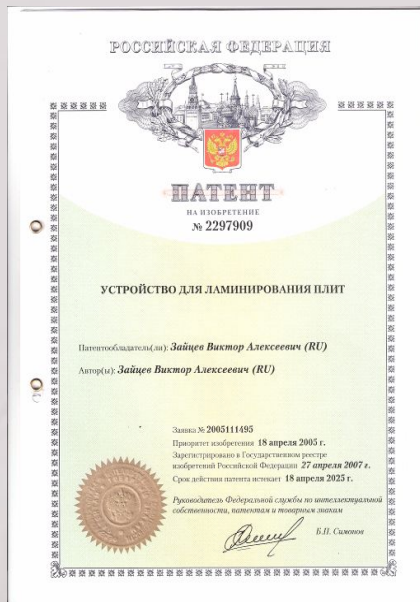 РОССИЙСКАЯ ФЕДЕРАЦИЯ
ПАТЕНТ
НА ИЗОБРЕТЕНИЕ
№ 2297909
УСТРОЙСТВО ДЛЯ ЛАМИНИРОВАНИЯ ПЛИТ
Патентообладатель(ли): Зайцев Виктор Алексеевич (RU)
Автор(ы): Зайцев Виктор Алексеевич (RU)
Заявка № 2005111495
Приоритет изобретения 18 апреля 2005 г.
Зарегистрировано в Государственном реестре
изобретений Российской Федерации 27 апреля 2007 г.
Срок действия патента истекает 18 апреля 2025 г.
Руководитель Федеральной службы по интеллектуальной
собственности, патентам и товарным знакам
Б.П. Симонов